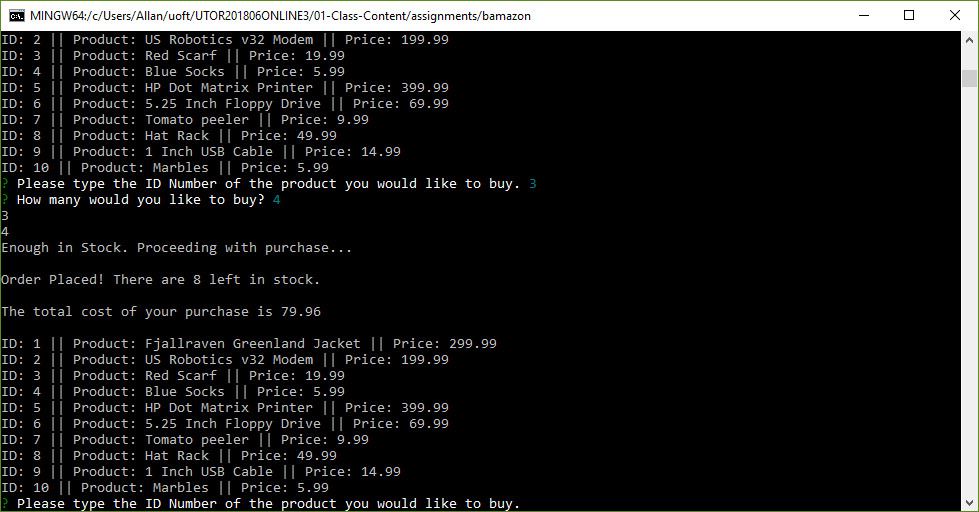 MINGW64:/c/Users/Allan/uoft/UTOR201806ONLINE3/01-Class-Content/assignments/bamazon
ID: 2 || Product: US Robotics v32 Modem || Price: 199.99
ID: 3 || Product: Red Scarf || Price: 19.99
ID: 4 || Product: Blue Socks || Price: 5.99
ID: 5 || Product: HP Dot Matrix Printer || Price: 399.99
ID: 6 || Product: 5.25 Inch Floppy Drive || Price: 69.99
ID: 7 || Product: Tomato peeler || Price: 9.99
ID: 8 || Product: Hat Rack || Price: 49.99
ID: 9 || Product: 1 Inch USB Cable || Price: 14.99
ID: 10 || Product: Marbles || Price: 5.99
? Please type the ID Number of the product you would like to buy. 3
? How many would you like to buy? 4
3
4
Enough in Stock. Proceeding with purchase...
Order Placed! There are 8 left in stock.
The total cost of your purchase is 79.96
ID: 1 || Product: Fjallraven Greenland Jacket || Price: 299.99
ID: 2 || Product: US Robotics v32 Modem || Price: 199.99
ID: 3 || Product: Red Scarf || Price: 19.99
ID: 4 || Product: Blue Socks || Price: 5.99
ID: 5 || Product: HP Dot Matrix Printer || Price: 399.99
ID: 6 || Product: 5.25 Inch Floppy Drive || Price: 69.99
ID: 7 || Product: Tomato peeler || Price: 9.99
ID: 8 || Product: Hat Rack || Price: 49.99
ID: 9 || Product: 1 Inch USB Cable || Price: 14.99
ID: 10 || Product: Marbles || Price: 5.99
? Please type the ID Number of the product you would like to buy.